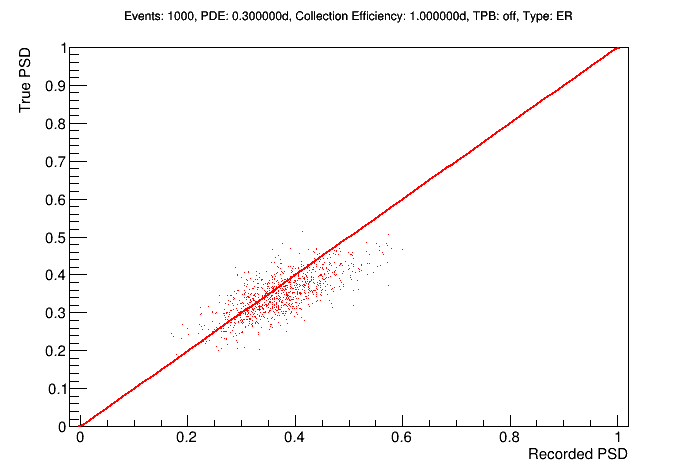 Events: 1000, PDE: 0.300000d, Collection Efficiency: 1.000000d, TPB: off, Type: ER
True PSD
1
0.9
0.8
0.7
0.6
0.5
0.4
0.3
0.2
0.1
0
0 0.2 0.4 0.6 0.8 1
Recorded PSD